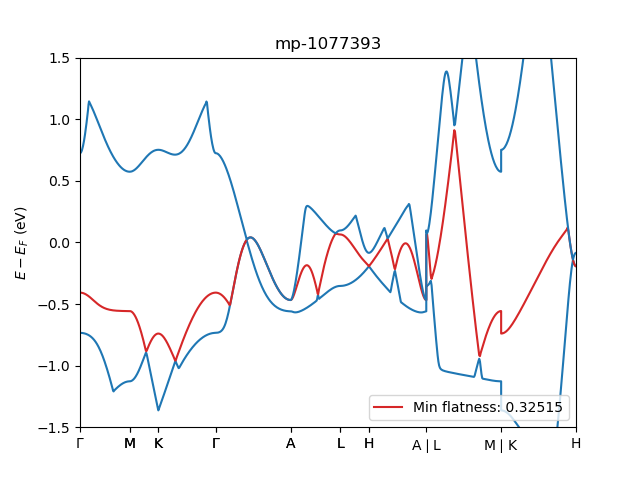 mp-1077393
E − E_F (eV)
1.5
1.0
0.5
0.0
−0.5
−1.0
−1.5
Min flatness: 0.32515
Γ M K Γ A L H A | L M | K H